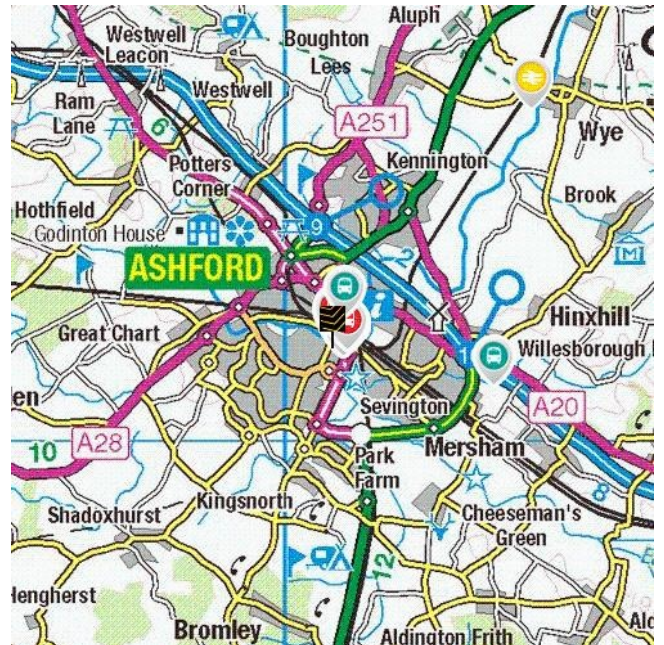 Aluph
Westwell
Leacon
Boughton
Lees
Westwell
Ram
Lane
6
A251
Wye
Potters
Corner
Kennington
Brook
Hothfield
Godinton House
9
2
ASHFORD
i
Hinxhill
Great Chart
1
Willesborough
A20
Sevington
A28
10
Mersham
Park
Farm
8
Kingsnorth
Cheeseman's
Green
Shadoxhurst
12
Hengherst
Bromley
Aldington Frith